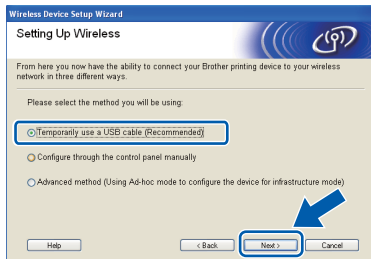 Wireless Device Setup Wizard
Setting Up Wireless
From here you now have the ability to connect your Brother printing device to your wireless
network in three different ways.
Please select the method you will be using:
Temporarily use a USB cable (Recommended)
Configure through the control panel manually
Advanced method (Using Ad-hoc mode to configure the device for infrastructure mode)
Help
< Back
Next >
Cancel